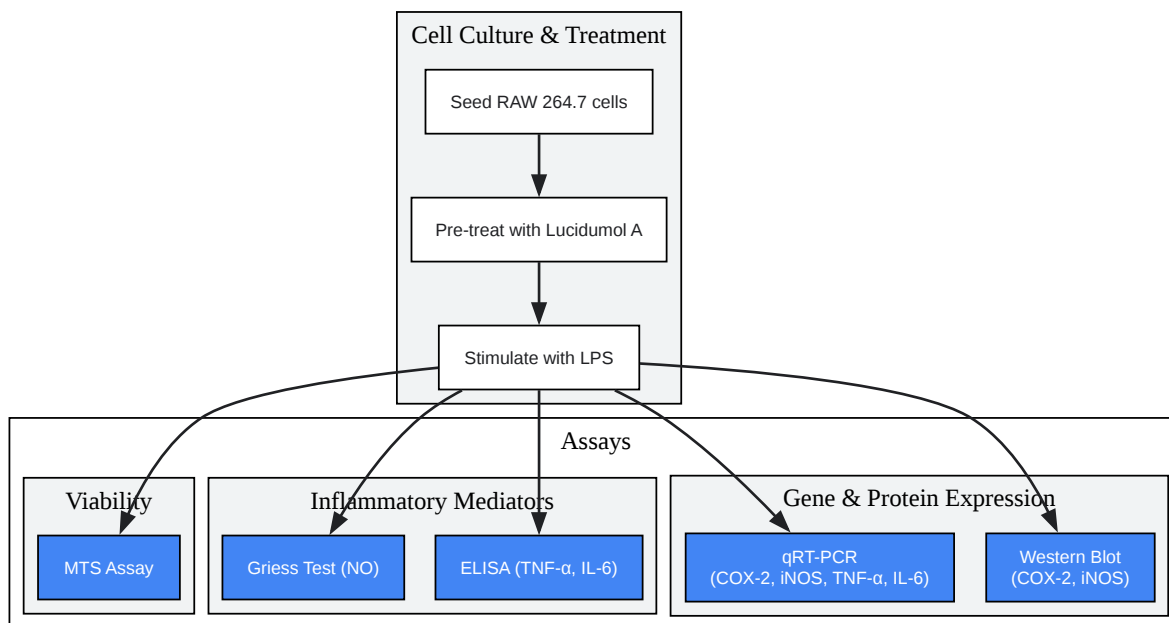 Cell Culture & Treatment
Seed RAW 264.7 cells
Pre-treat with Lucidumol A
Stimulate with LPS
Assays
Viability
MTS Assay
Inflammatory Mediators
Griess Test (NO)
ELISA (TNF-α, IL-6)
Gene & Protein Expression
qRT-PCR
(COX-2, iNOS, TNF-α, IL-6)
Western Blot
(COX-2, iNOS)